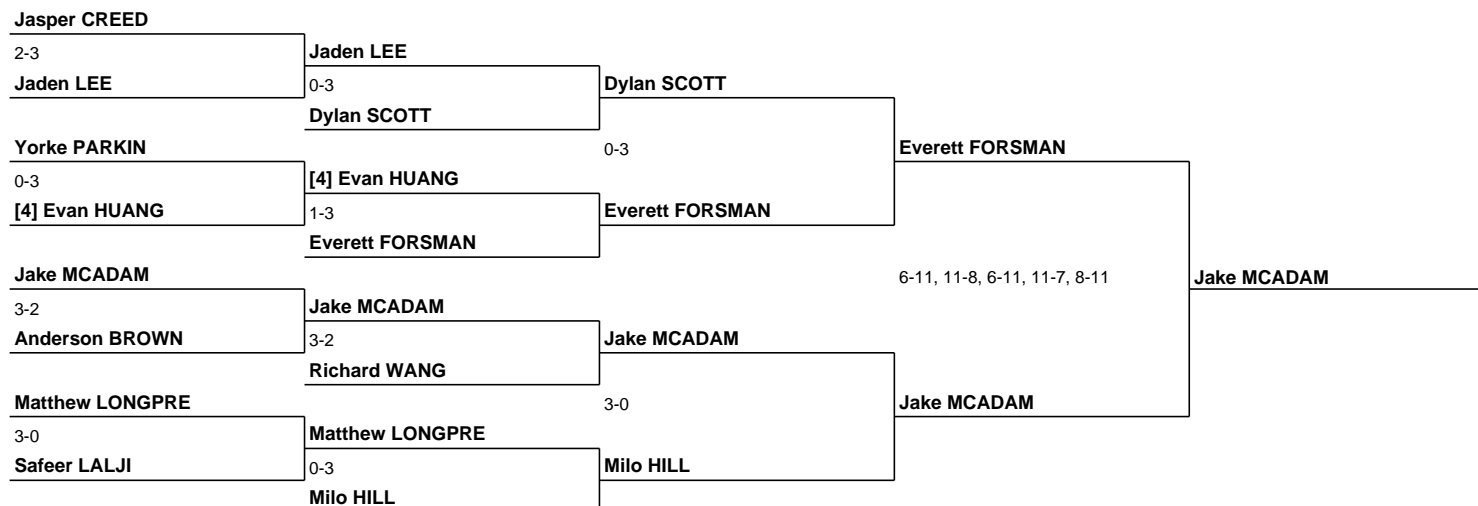 Jasper CREED
2-3
Jaden LEE
Jaden LEE
0-3
Dylan SCOTT
Dylan SCOTT
Yorke PARKIN
0-3
Everett FORSMAN
0-3
[4] Evan HUANG
[4] Evan HUANG
1-3
Everett FORSMAN
Everett FORSMAN
Jake MCADAM
6-11, 11-8, 6-11, 11-7, 8-11
Jake MCADAM
3-2
Jake MCADAM
Anderson BROWN
3-2
Jake MCADAM
Richard WANG
Matthew LONGPRE
3-0
Jake MCADAM
3-0
Matthew LONGPRE
Safeer LALJI
0-3
Milo HILL
Milo HILL